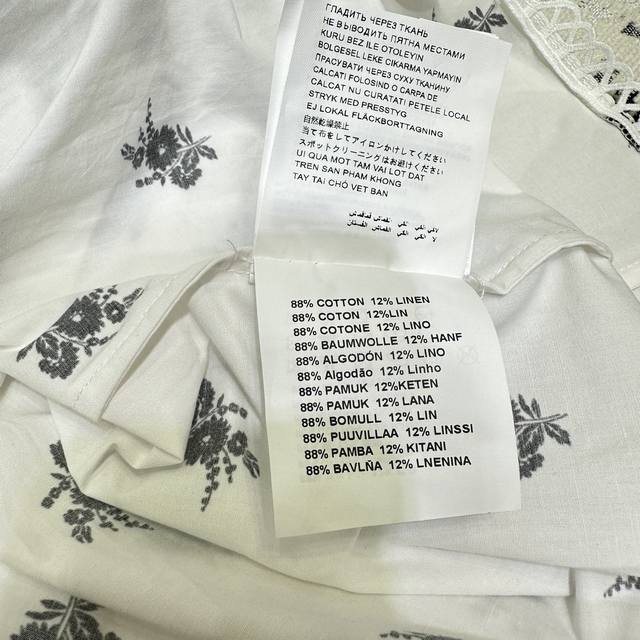 ГЛАДИТЬ ЧЕРЕЗ ТКАНЬ
НЕ ВЫВОДИТЬ ПЯТНА МЕСТАМИ
KURU BEZ ILE OTOLEYIN
BOLGESEL LEKE CIKARMA YAPMAYIN
ПРАСУВАТИ ЧЕРЕЗ СУХУ ТКАНИНУ
CALCATI FOLOSIND O CARPA DE
CALCAT NU CURATATI PETELE LOCAL
STRYK MED PRESSTYG
EJ LOKAL FLÄCKBORTTAGNING
自然乾燥禁止
当て布をしてアイロンかけしてください
スポットクリーニングはお避けください
UI QUA MOT TAM VAI LOT DAT
TREN SAN PHAM KHONG
TAY TAI CHÔ VET BAN
88% COTTON 12% LINEN
88% COTON 12%LIN
88% COTONE 12% LINO
88% BAUMWOLLE 12% HANF
88% ALGODÓN 12% LINO
88% Algodão 12% Linho
88% PAMUK 12%KETEN
88% PAMUK 12% LANA
88% BOMULL 12% LIN
88% PUUVILLAA 12% LINSSI
88% PAMBA 12% KITANI
88% BAVLŇA 12% LNENINA